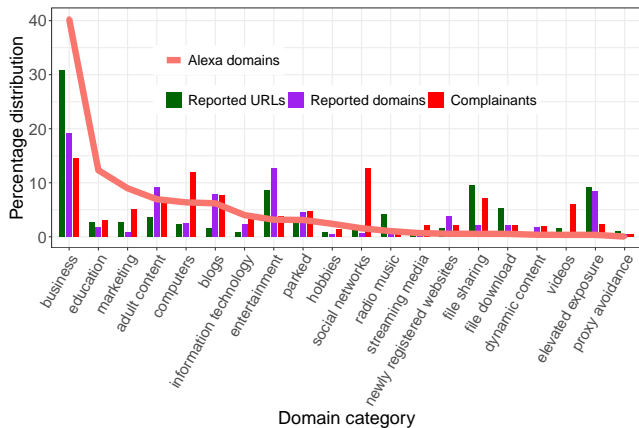 40
30
20
10
0
Percentage distribution
Alexa domains
Reported URLs Reported domains Complainants
business
education
marketing
adult content
computers
blogs
information technology
entertainment
parked
hobbies
social networks
radio music
streaming media
newly registered websites
file sharing
file download
dynamic content
videos
elevated exposure
proxy avoidance
Domain category